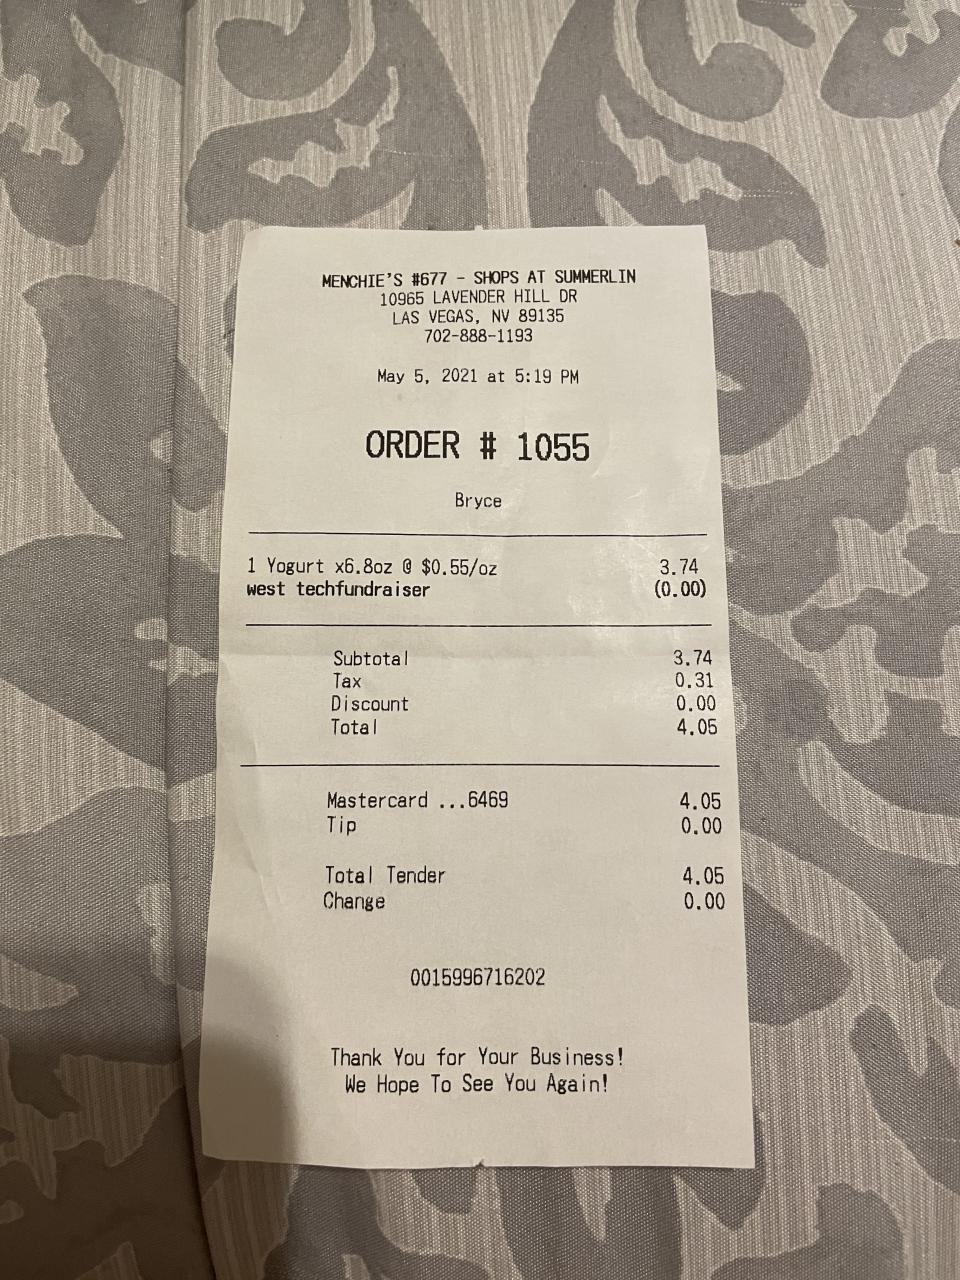 MENCHIE'S #677 - SHOPS AT SUMMERLIN
10965 LAVENDER HILL DR
LAS VEGAS, NV 89135
702-888-1193
May 5, 2021 at 5:19 PM
ORDER # 1055
Bryce
1 Yogurt x6.8oz @ $0.55/oz 3.74
west techfundraiser (0.00)
Subtotal 3.74
Tax 0.31
Discount 0.00
Total 4.05
Mastercard ...6469 4.05
Tip 0.00
Total Tender 4.05
Change 0.00
0015996716202
Thank You for Your Business!
We Hope To See You Again!